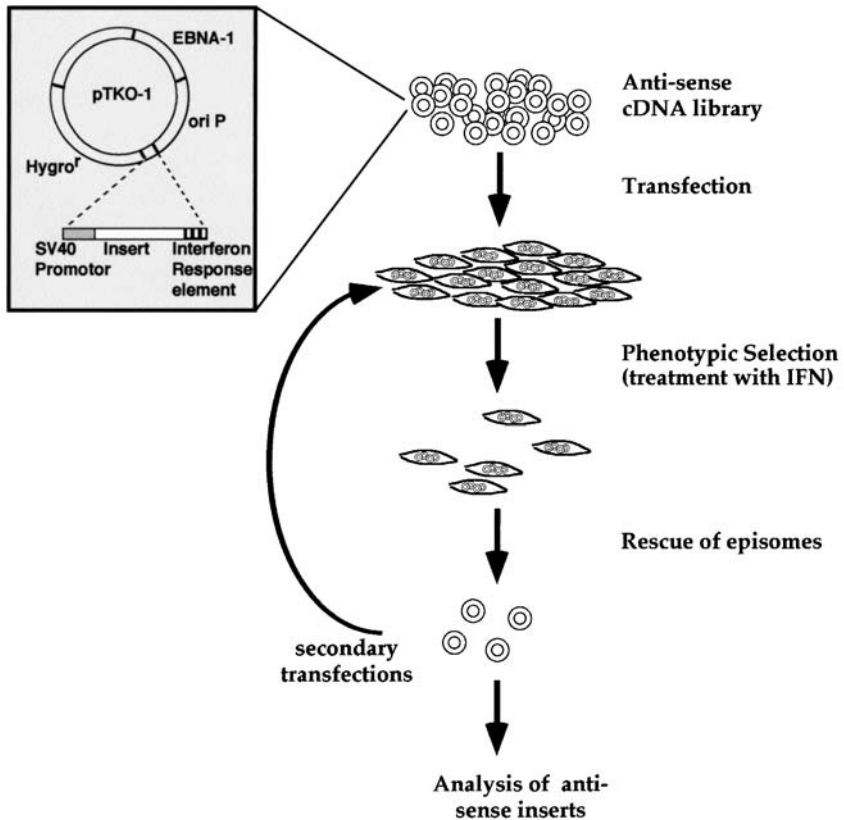 EBNA-1
pTKO-1
ori P
Hygro^r
SV40 Insert Interferon
Promotor Response
element
Anti-sense
cDNA library
Transfection
Phenotypic Selection
(treatment with IFN)
Rescue of episomes
secondary
transfections
Analysis of anti-
sense inserts